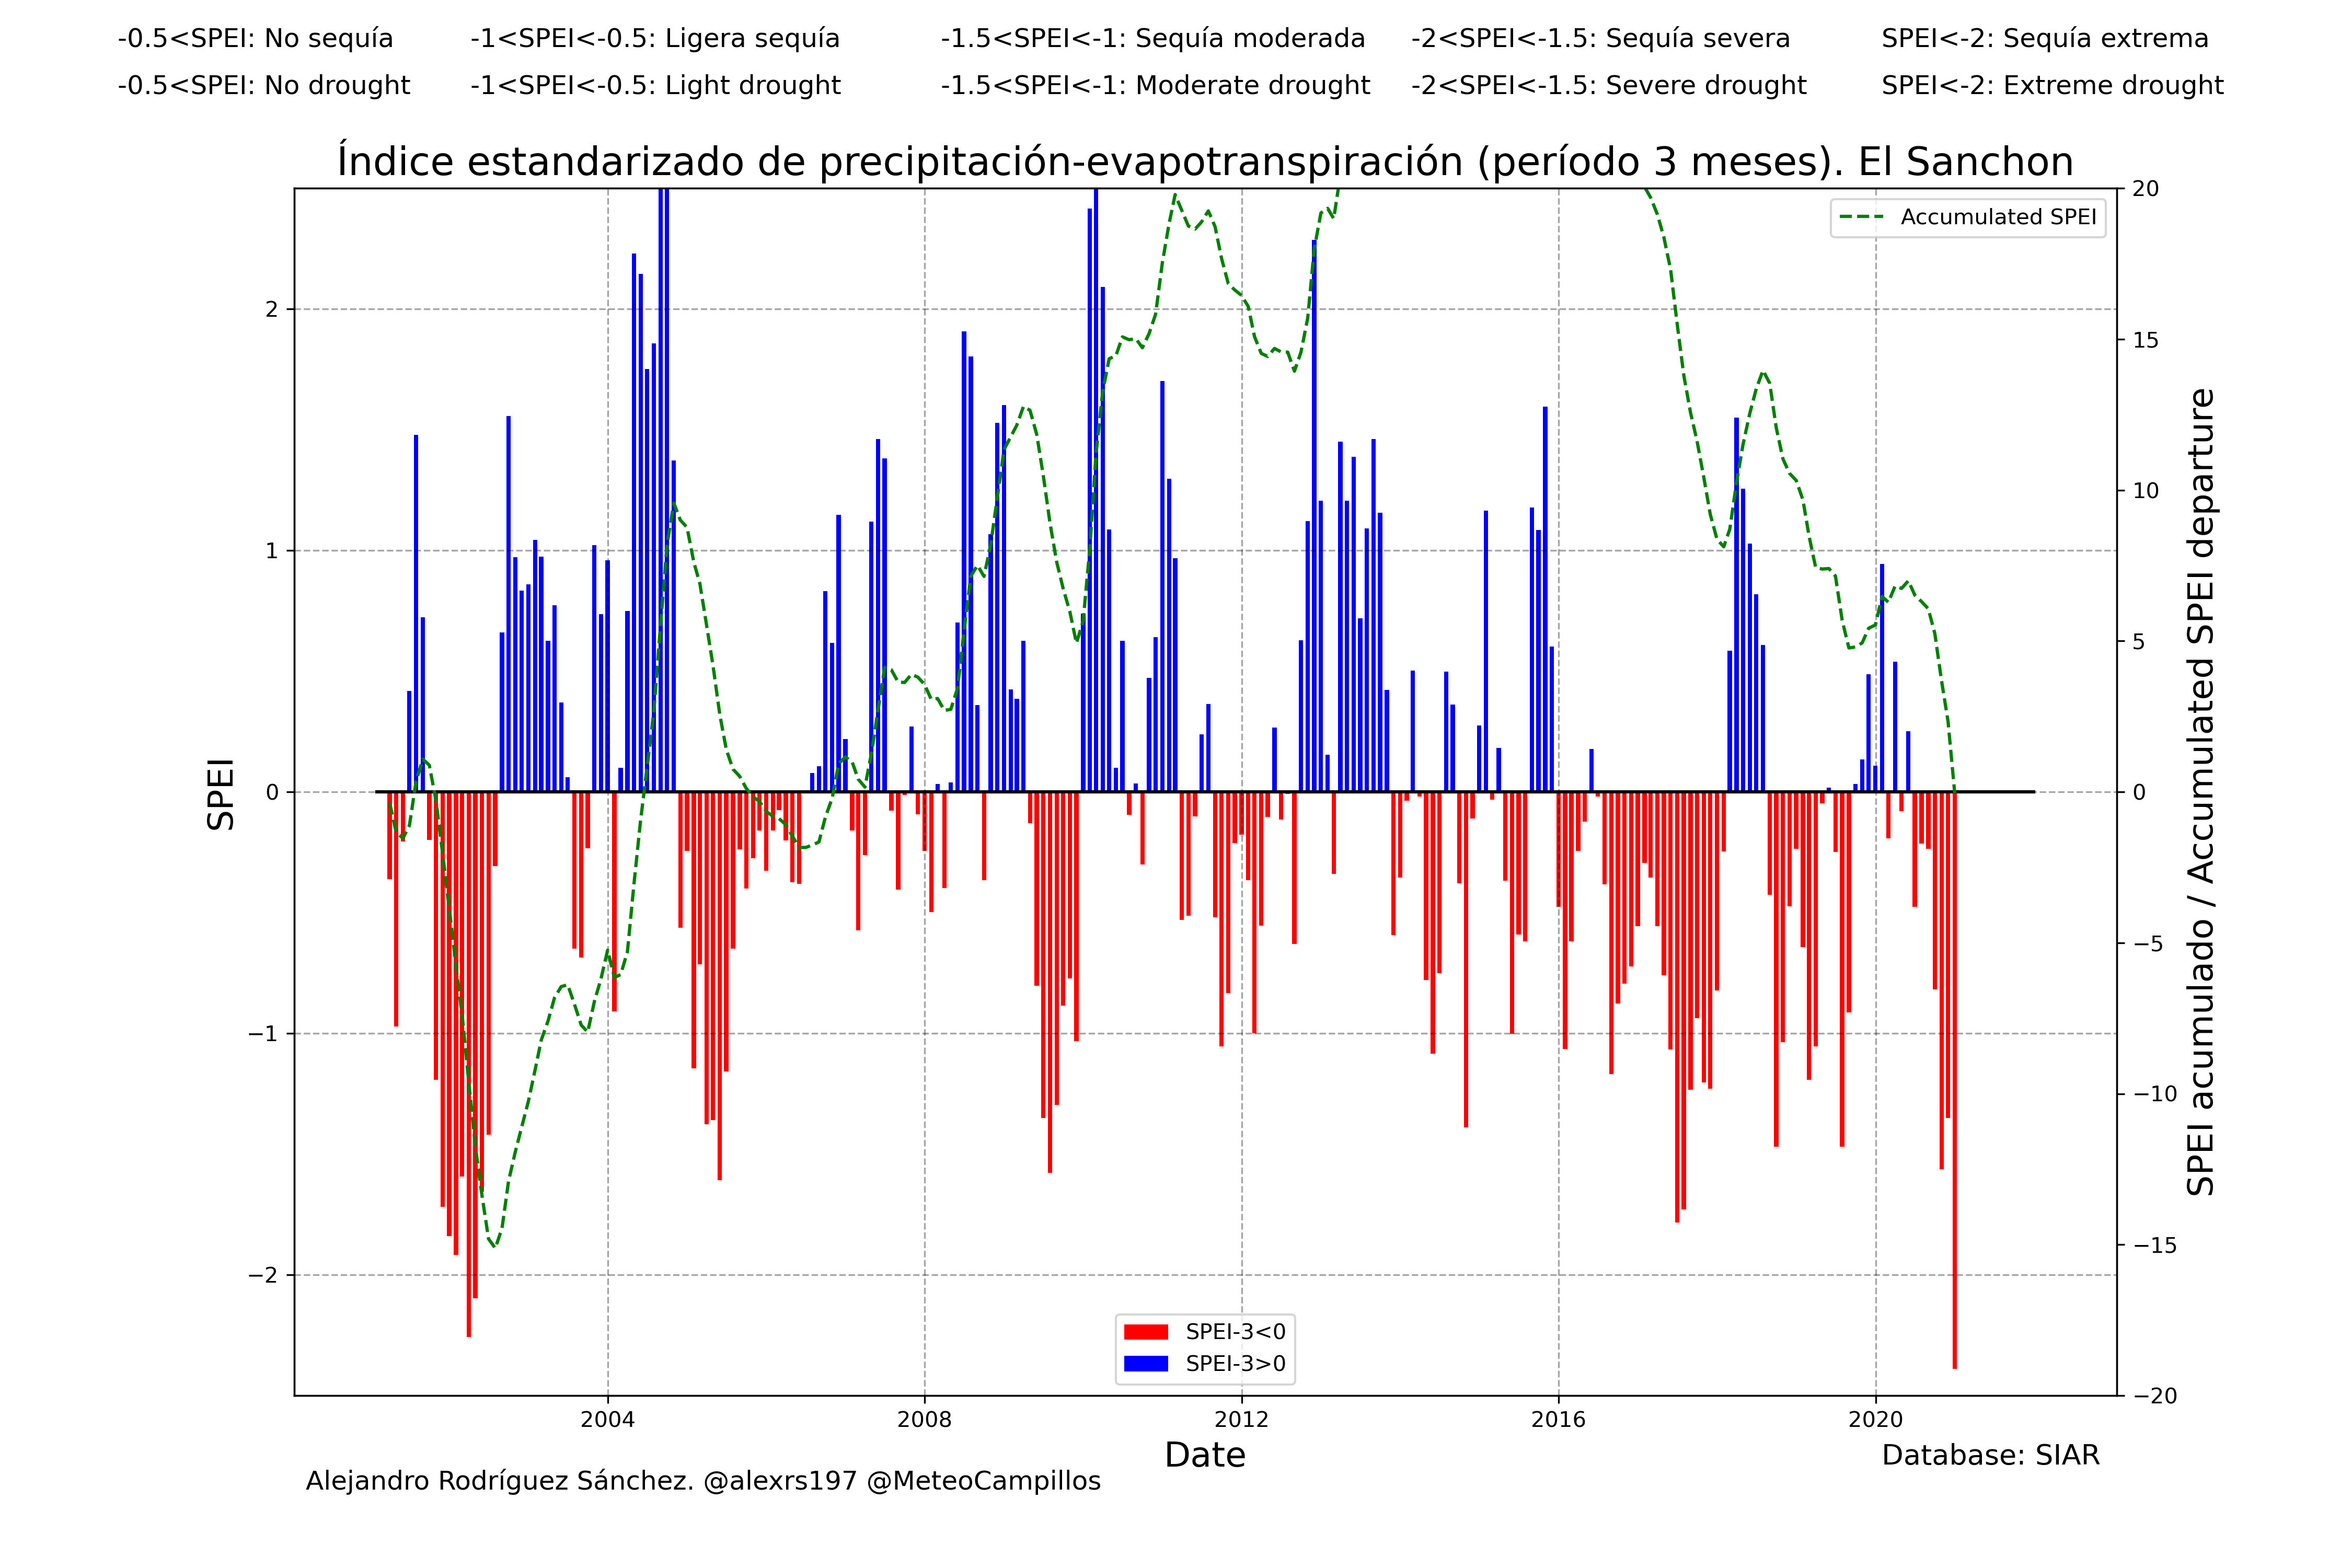 -0.5<SPEI: No sequía -1<SPEI<-0.5: Ligera sequía -1.5<SPEI<-1: Sequía moderada -2<SPEI<-1.5: Sequía severa SPEI<-2: Sequía extrema
-0.5<SPEI: No drought -1<SPEI<-0.5: Light drought -1.5<SPEI<-1: Moderate drought -2<SPEI<-1.5: Severe drought SPEI<-2: Extreme drought
Índice estandarizado de precipitación-evapotranspiración (período 3 meses). El Sanchon
Accumulated SPEI
SPEI
2
1
0
−1
−2
20
15
10
5
0
−5
−10
−15
−20
SPEI acumulado / Accumulated SPEI departure
SPEI-3<0
SPEI-3>0
2004 2008 2012 2016 2020
Date
Database: SIAR
Alejandro Rodríguez Sánchez. @alexrs197 @MeteoCampillos